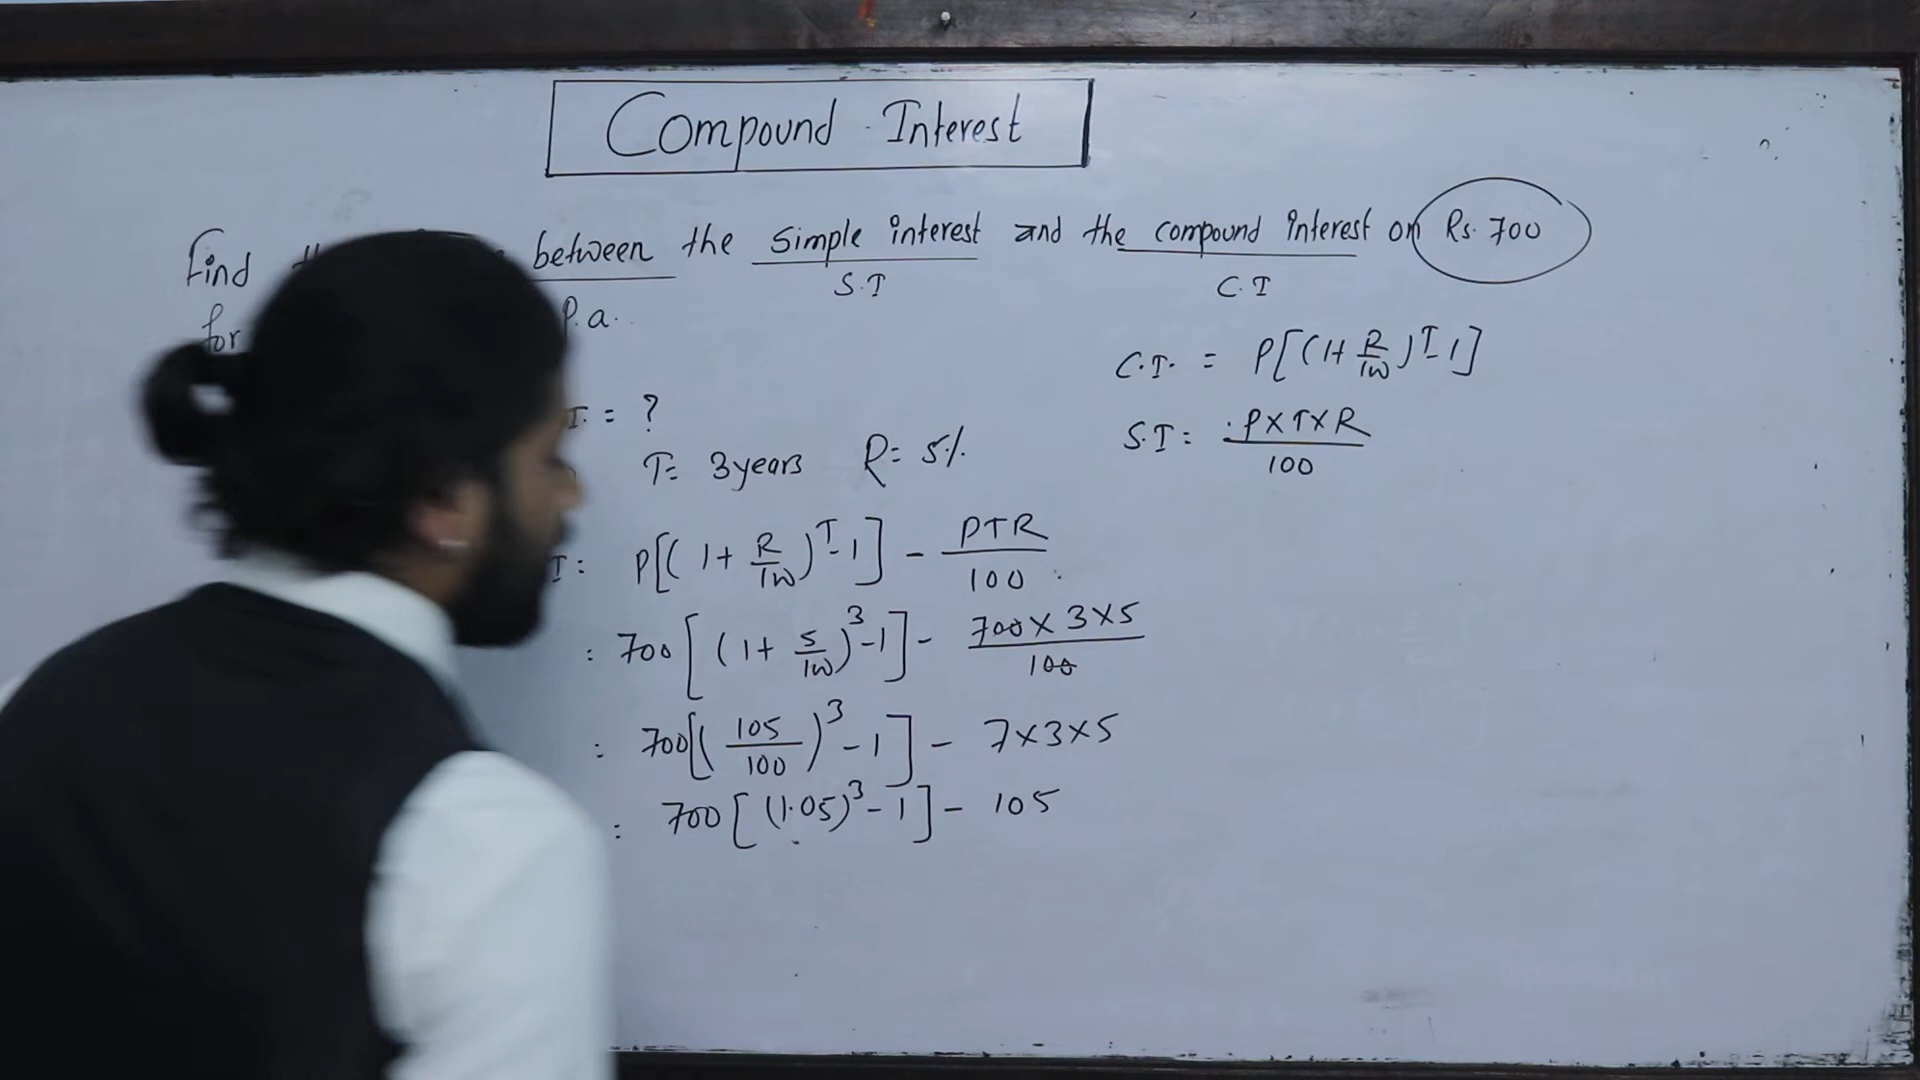 Compound Interest
Find between the simple interest and the compound interest on Rs. 700
S.I C.I
for P.a.
C.I. = P[(1+R/100)^T-1]
I. = ?
S.I = P×T×R/100
T= 3years R= 5%
I = P[(1+R/100)^T-1] - PTR/100
= 700[(1+5/100)^3-1] - 700×3×5/100
= 700[(105/100)^3-1] - 7×3×5
= 700[(1.05)^3-1] - 105